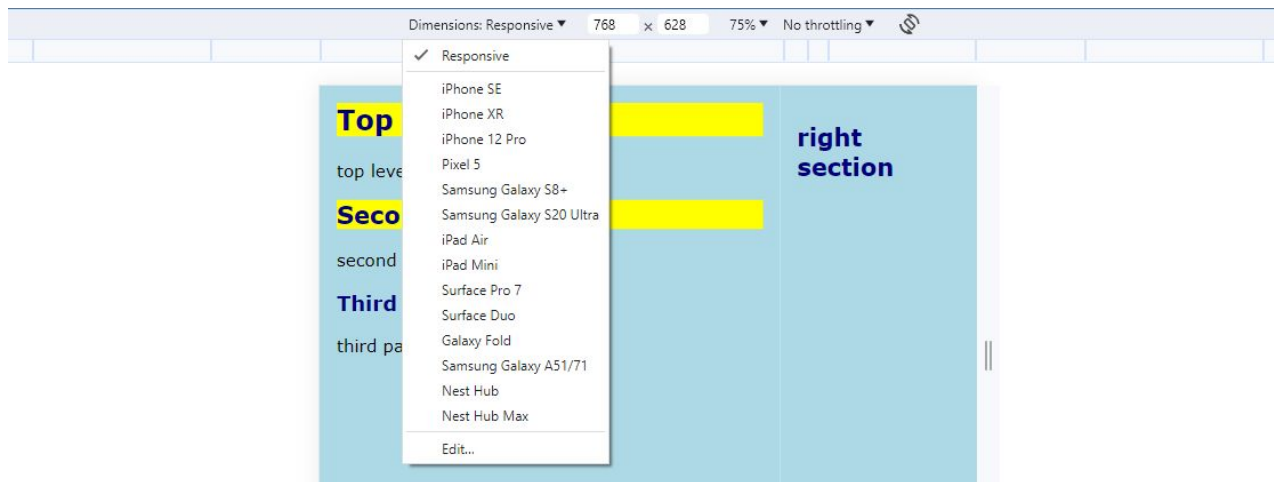 Dimensions: Responsive ▼ 768 × 628 75% ▼ No throttling ▼
✓ Responsive
iPhone SE
iPhone XR
iPhone 12 Pro
Pixel 5
Samsung Galaxy S8+
Samsung Galaxy S20 Ultra
iPad Air
iPad Mini
Surface Pro 7
Surface Duo
Galaxy Fold
Samsung Galaxy A51/71
Nest Hub
Nest Hub Max
Edit...
Top
top leve
Seco
second
Third
third pa
right
section